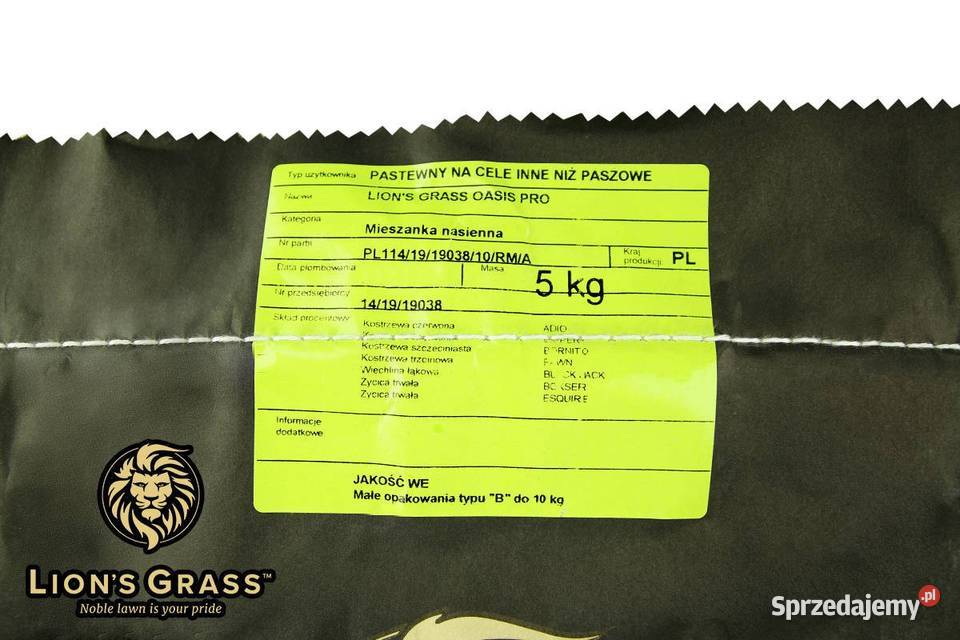 Typ użytkownika PASTEWNY NA CELE INNE NIŻ PASZOWE
Nazwa LION'S GRASS OASIS PRO
Kategoria Mieszanka nasienna
Nr partii PL114/19/19038/10/RM/A Kraj produkcji: PL
Data plombowania Masa 5 kg
Nr przedsiębiorcy 14/19/19038
Skład procentowy
Kostrzewa czerwona ADIO
Kostrzewa szczeciniasta BORNITO
Kostrzewa trzcinowa
Wiechlina łąkowa
Życica trwała
Życica trwała ESQUIRE
Informacje
dodatkowe
JAKOŚĆ WE
Małe opakowania typu "B" do 10 kg
LION'S GRASS™
Noble lawn is your pride
Sprzedajemy.pl